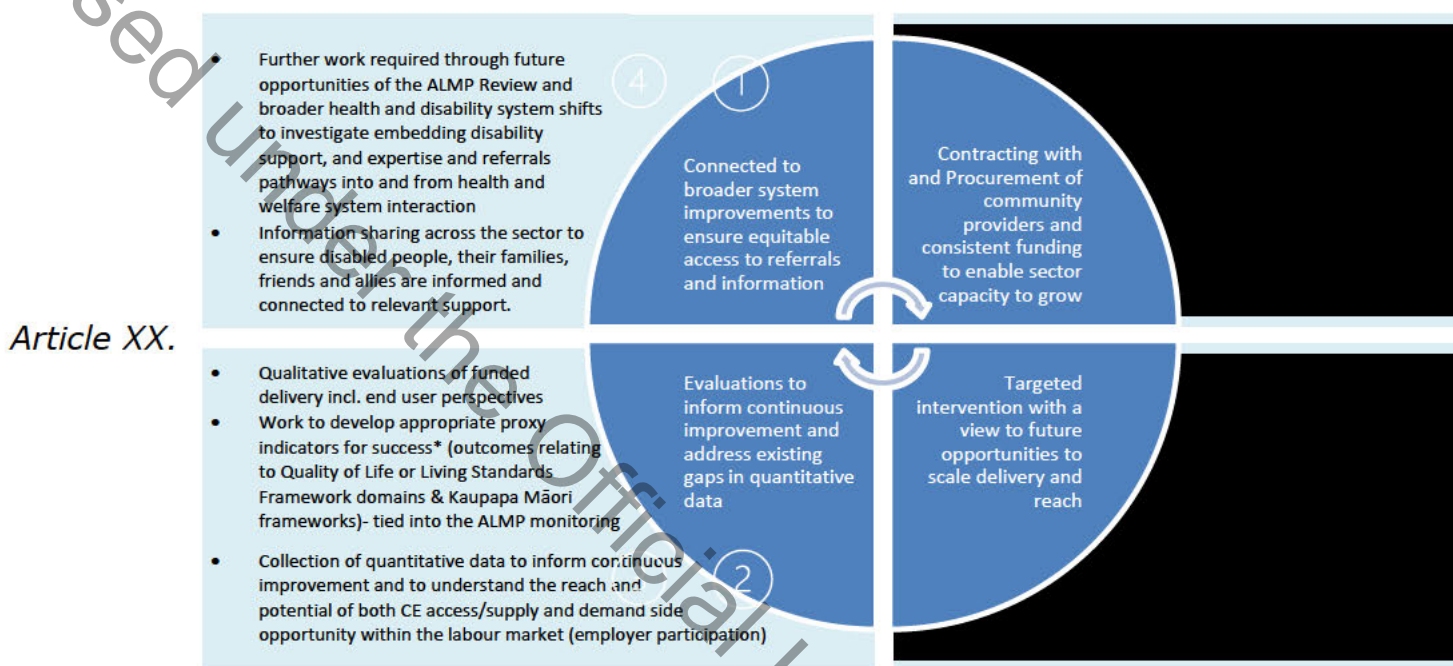 sed under the Official
• Further work required through future
opportunities of the ALMP Review and
broader health and disability system shifts
to investigate embedding disability
support, and expertise and referrals
pathways into and from health and
welfare system interaction
• Information sharing across the sector to
ensure disabled people, their families,
friends and allies are informed and
connected to relevant support.
4
1
Connected to
broader system
improvements to
ensure equitable
access to referrals
and information
Contracting with
and Procurement of
community
providers and
consistent funding
to enable sector
capacity to grow
Article XX.
• Qualitative evaluations of funded
delivery incl. end user perspectives
• Work to develop appropriate proxy
indicators for success* (outcomes relating
to Quality of Life or Living Standards
Framework domains & Kaupapa Māori
frameworks)- tied into the ALMP monitoring
• Collection of quantitative data to inform continuous
improvement and to understand the reach and
potential of both CE access/supply and demand side
opportunity within the labour market (employer participation)
Evaluations to
inform continuous
improvement and
address existing
gaps in quantitative
data
2
Targeted
intervention with a
view to future
opportunities to
scale delivery and
reach